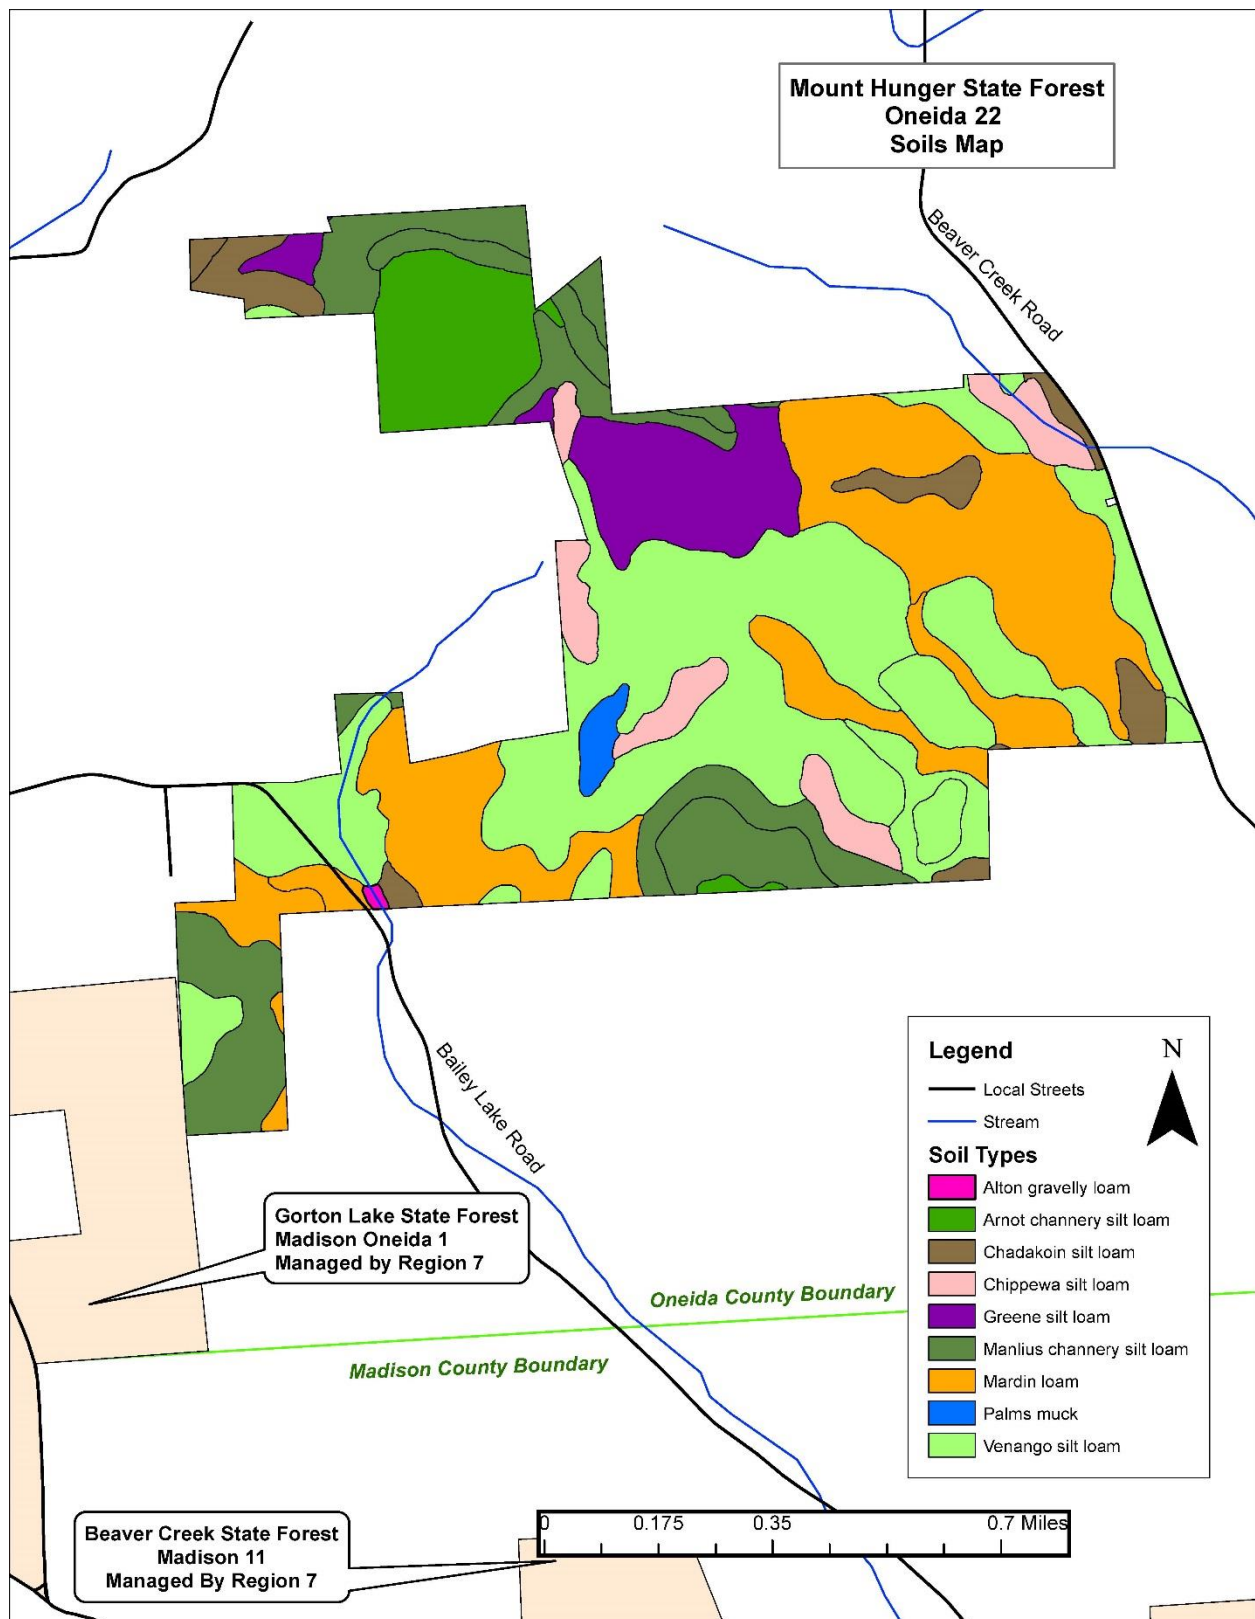 Mount Hunger State Forest
Oneida 22
Soils Map
Beaver Creek Road
Bailey Lake Road
Legend
N
Local Streets
Stream
Soil Types
Alton gravelly loam
Arnot channery silt loam
Chadakoin silt loam
Chippewa silt loam
Greene silt loam
Manlius channery silt loam
Mardin loam
Palms muck
Venango silt loam
Gorton Lake State Forest
Madison Oneida 1
Managed by Region 7
Oneida County Boundary
Madison County Boundary
Beaver Creek State Forest
Madison 11
Managed By Region 7
0 0.175 0.35 0.7 Miles